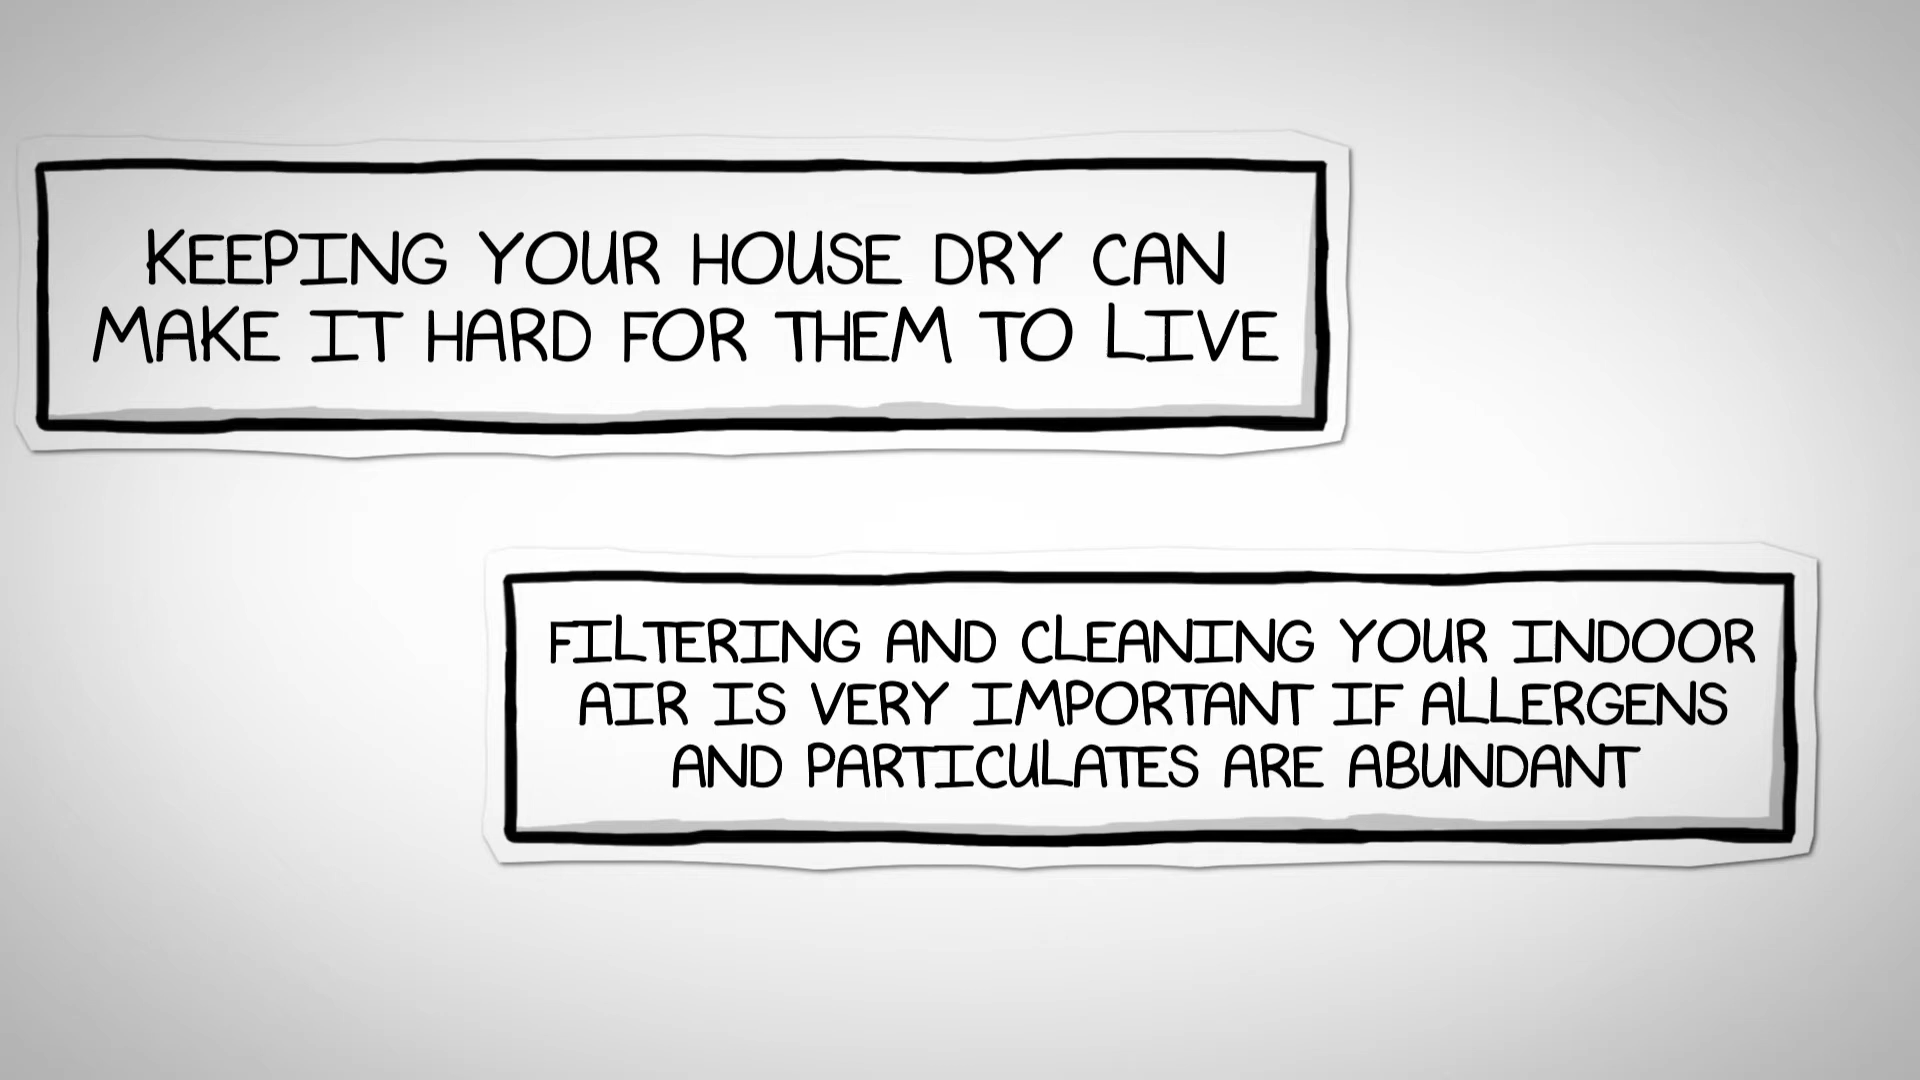 KEEPING YOUR HOUSE DRY CAN
MAKE IT HARD FOR THEM TO LIVE
FILTERING AND CLEANING YOUR INDOOR
AIR IS VERY IMPORTANT IF ALLERGENS
AND PARTICULATES ARE ABUNDANT